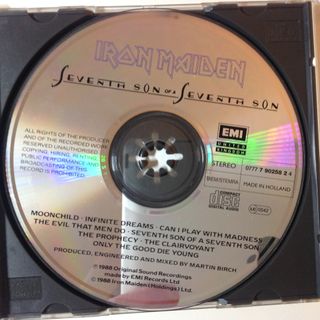 IRON MAIDEN
SEVENTH SON OF A SEVENTH SON
ALL RIGHTS OF THE PRODUCER
AND OF THE RECORDED WORK
RESERVED UNAUTHORISED
COPYING, HIRING, RENTING,
PUBLIC PERFORMANCE AND
BROADCASTING OF THIS
RECORD IS PROHIBITED.
EMI
UNITED
KINGDOM
STEREO 0777 7 90258 2 4
BIEM/STEMRA MADE IN HOLLAND
COMPACT
disc
DIGITAL AUDIO
MOONCHILD · INFINITE DREAMS · CAN I PLAY WITH MADNESS
THE EVIL THAT MEN DO · SEVENTH SON OF A SEVENTH SON
THE PROPHECY · THE CLAIRVOYANT
ONLY THE GOOD DIE YOUNG
PRODUCED, ENGINEERED AND MIXED BY MARTIN BIRCH
℗ 1988 Original Sound Recordings
made by EMI Records Ltd
© 1988 Iron Maiden (Holdings) Ltd.